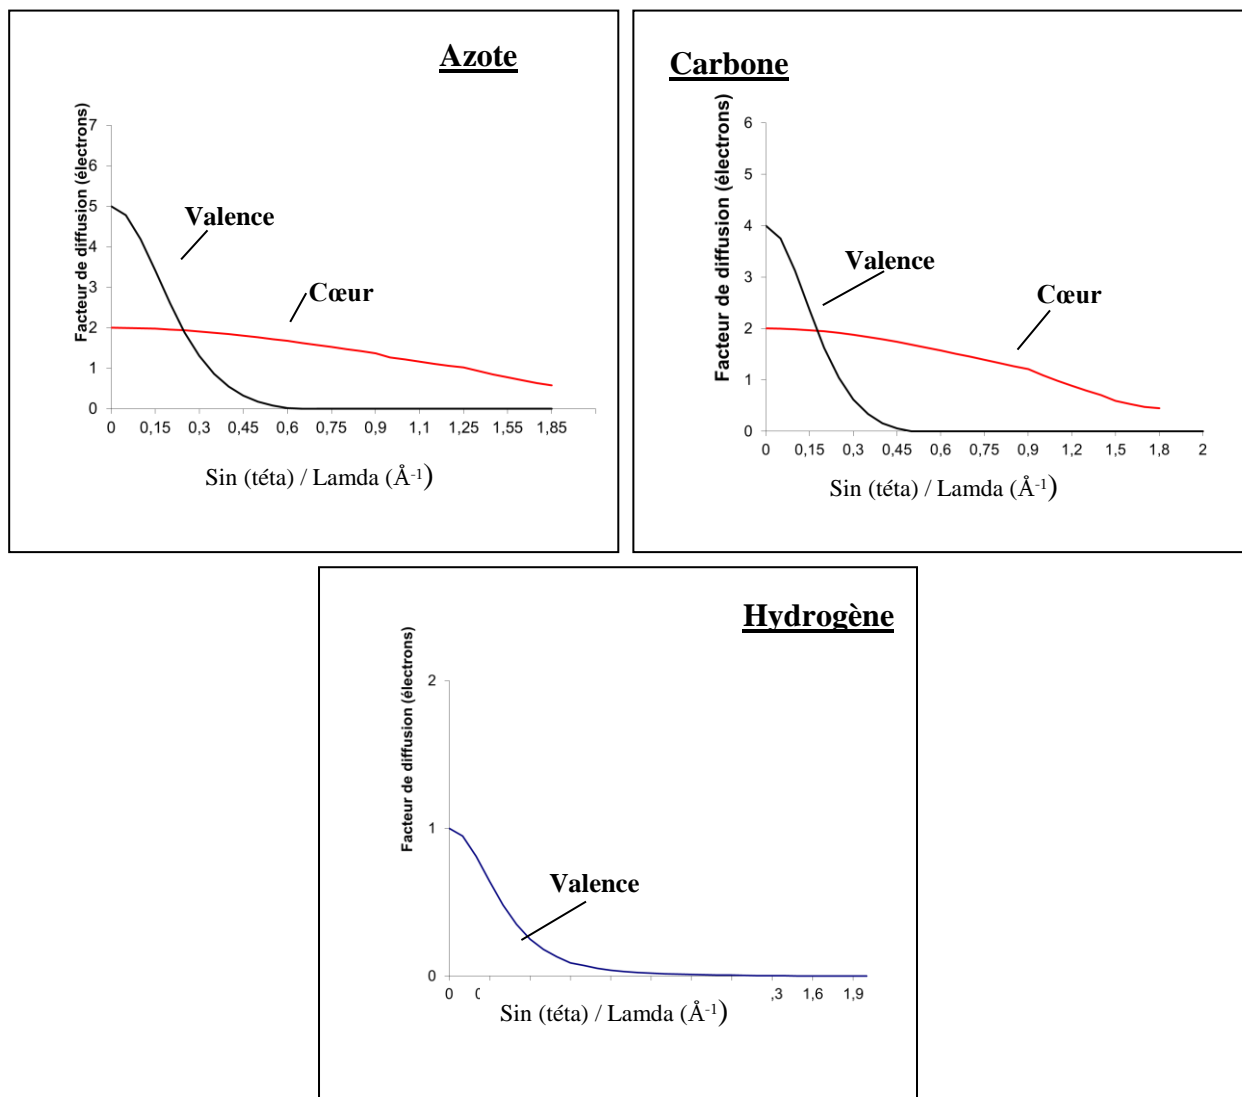 Azote
Facteur de diffusion (électrons)
7
6
5
4
3
2
1
0
Valence
Cœur
0 0,15 0,3 0,45 0,6 0,75 0,9 1,1 1,25 1,55 1,85
Sin (téta) / Lamda (Å-1)
Carbone
Facteur de diffusion (électrons)
6
5
4
3
2
1
0
Valence
Cœur
0 0,15 0,3 0,45 0,6 0,75 0,9 1,2 1,5 1,8 2
Sin (téta) / Lamda (Å-1)
Hydrogène
Facteur de diffusion (électrons)
2
1
0
Valence
0 ,3 1,6 1,9
Sin (téta) / Lamda (Å-1)